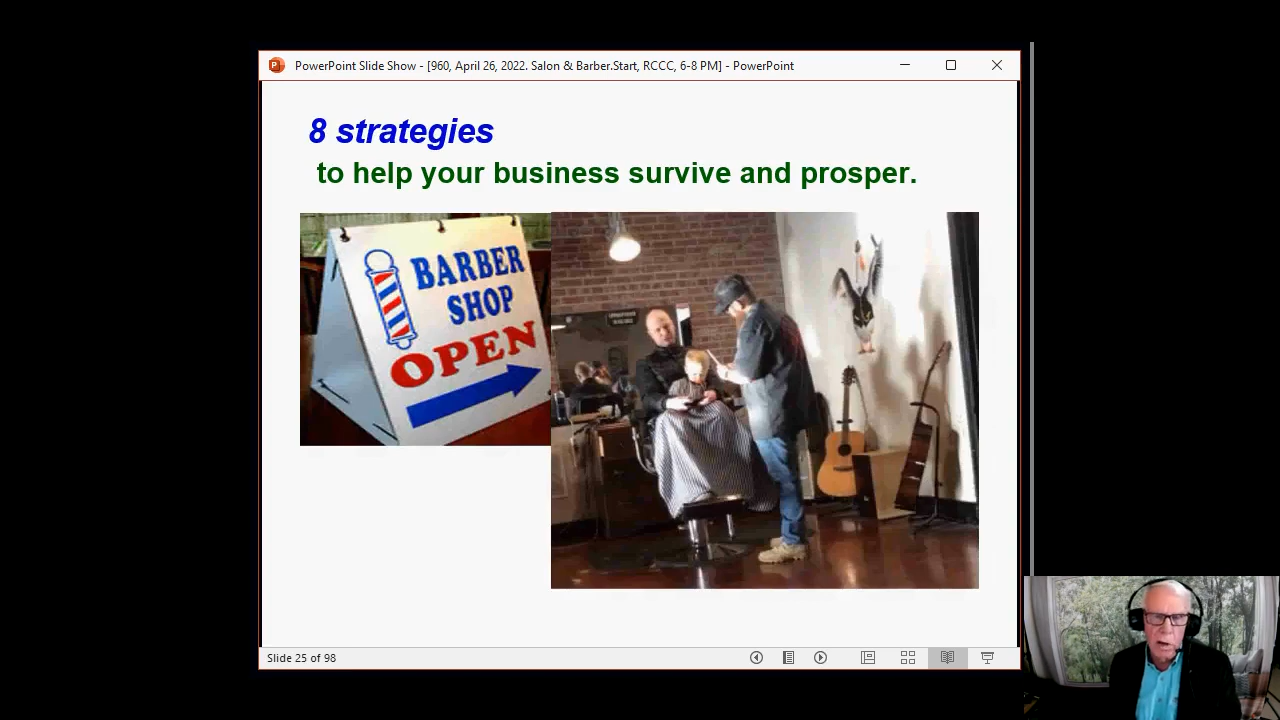 PowerPoint Slide Show - [960, April 26, 2022. Salon & Barber.Start, RCCC, 6-8 PM] - PowerPoint
8 strategies
to help your business survive and prosper.
BARBER
SHOP
OPEN
Slide 25 of 98